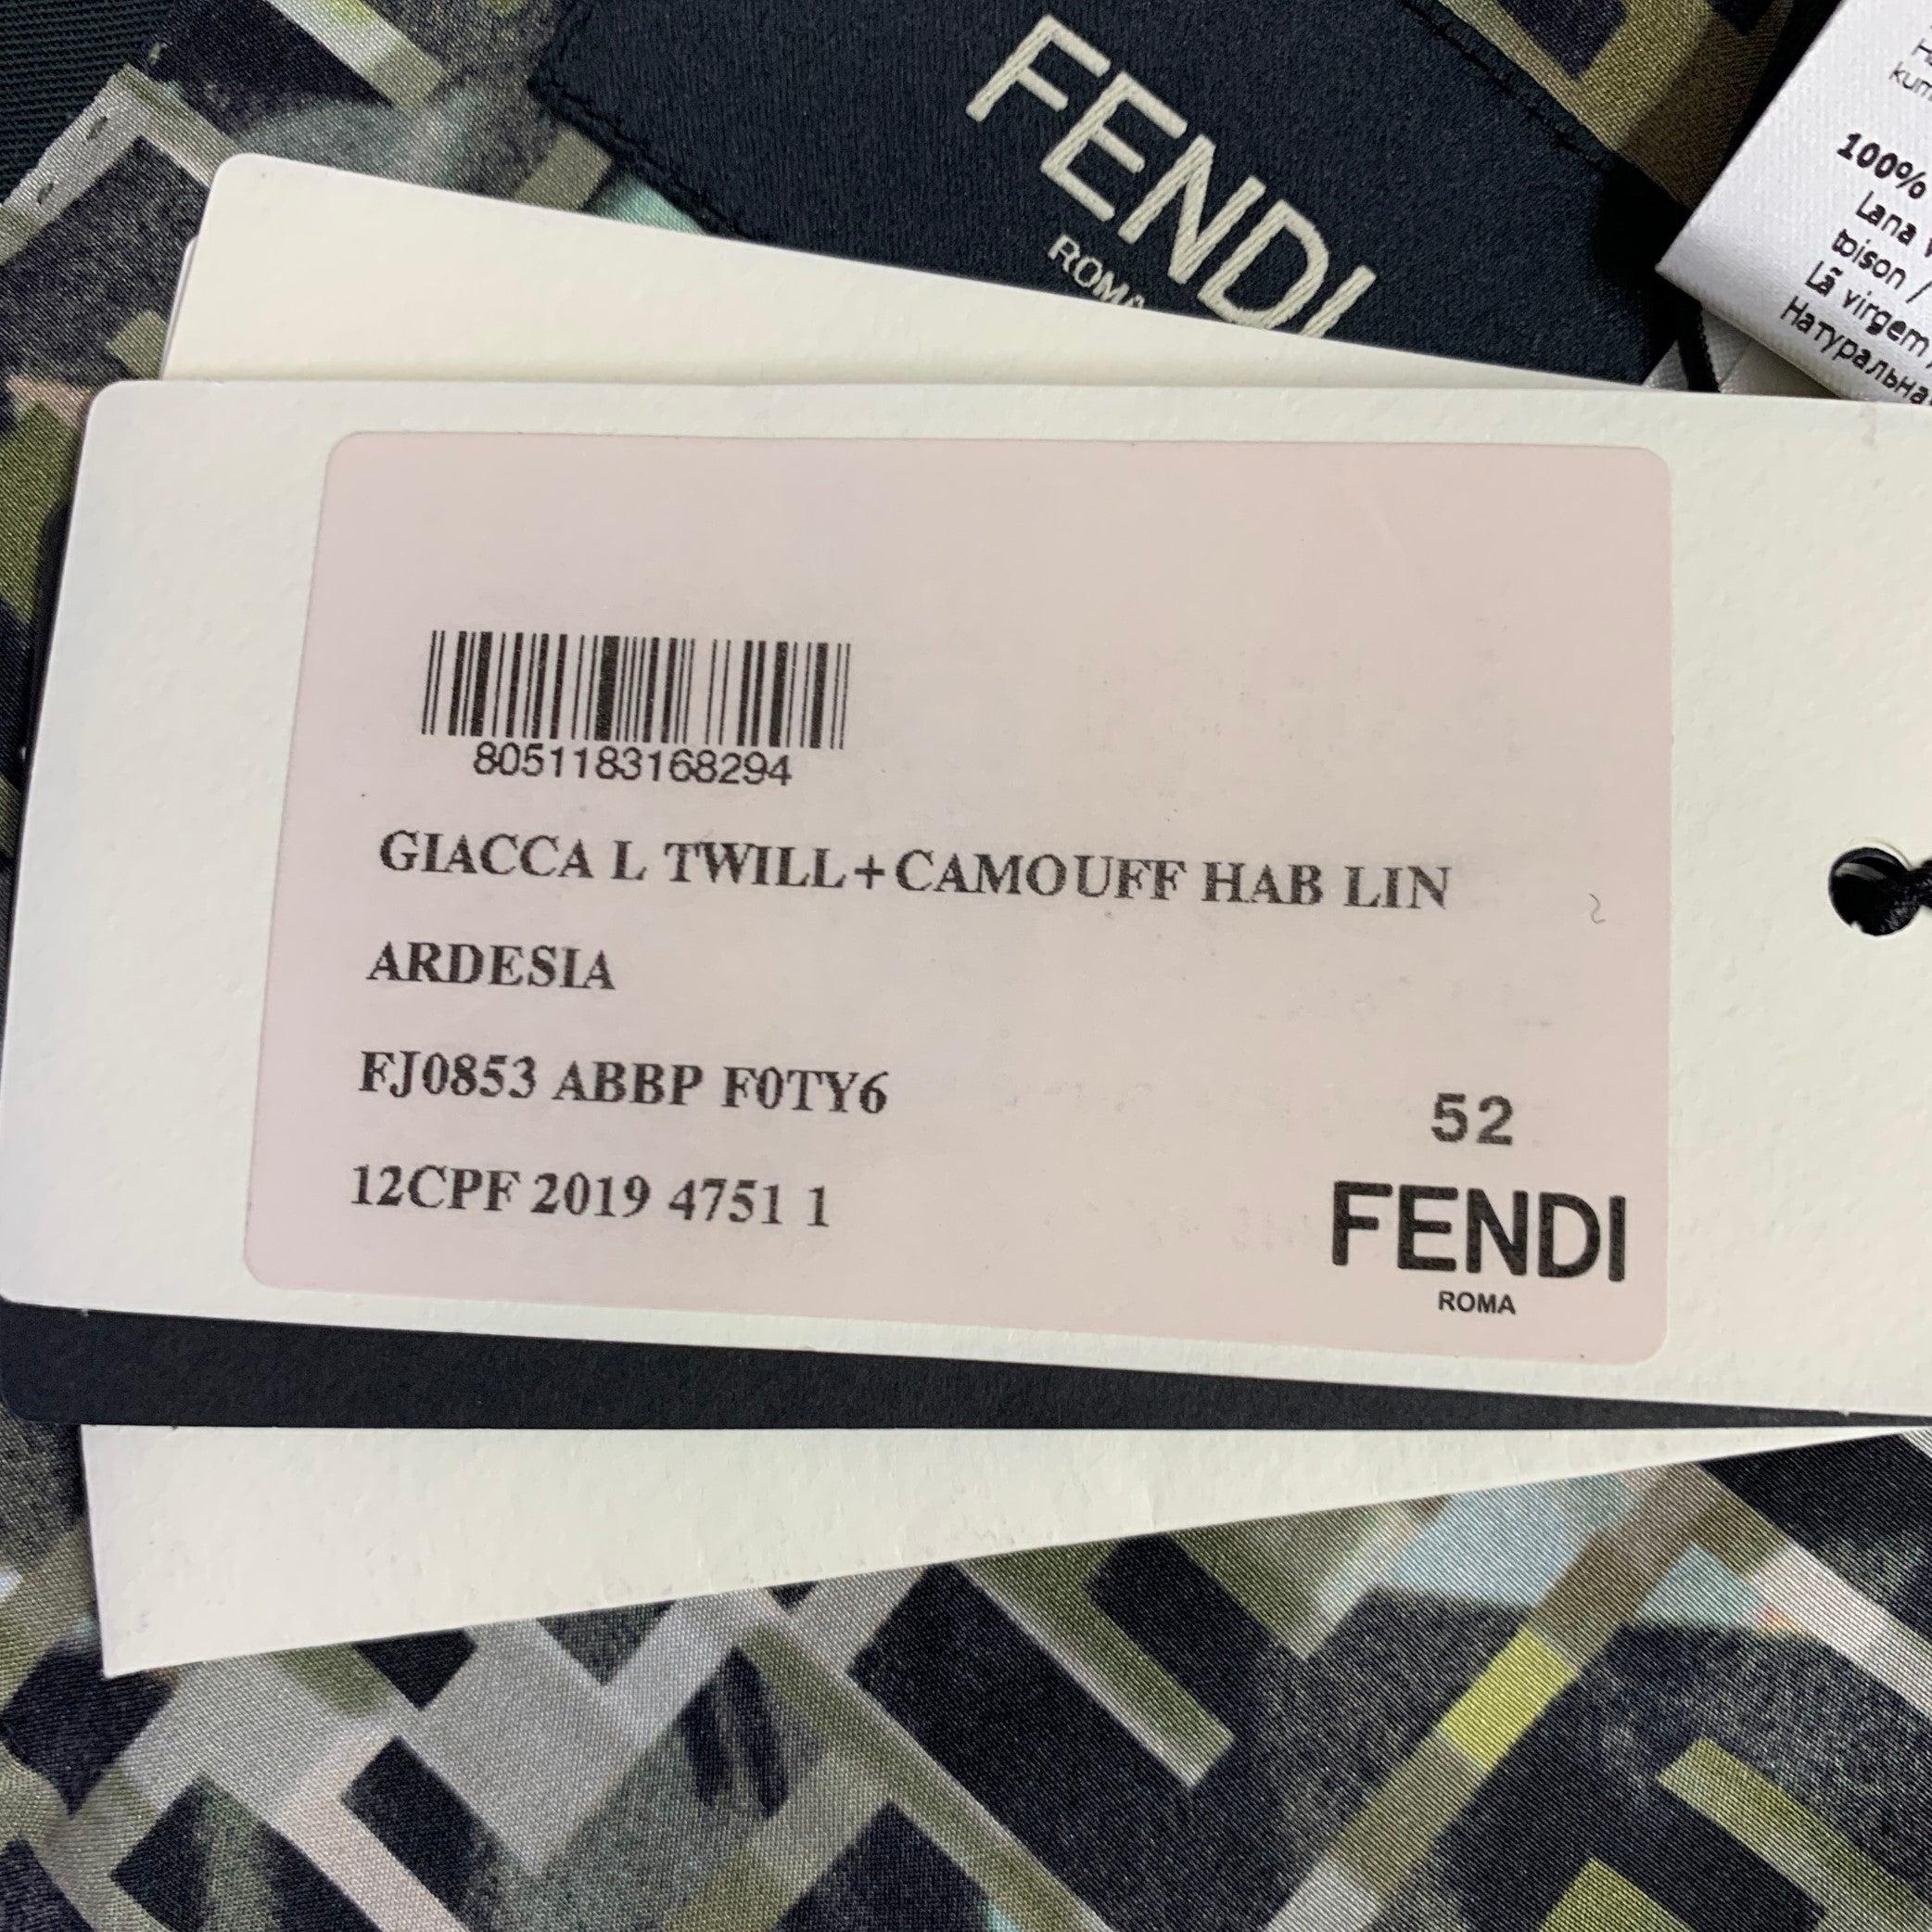 FENDI
ROMA
100%
Lana
toison /
Lã virgem
8051183168294
GIACCA L TWILL+CAMOUFF HAB LIN
ARDESIA
FJ0853 ABBP F0TY6
12CPF 2019 4751 1
52
FENDI
ROMA